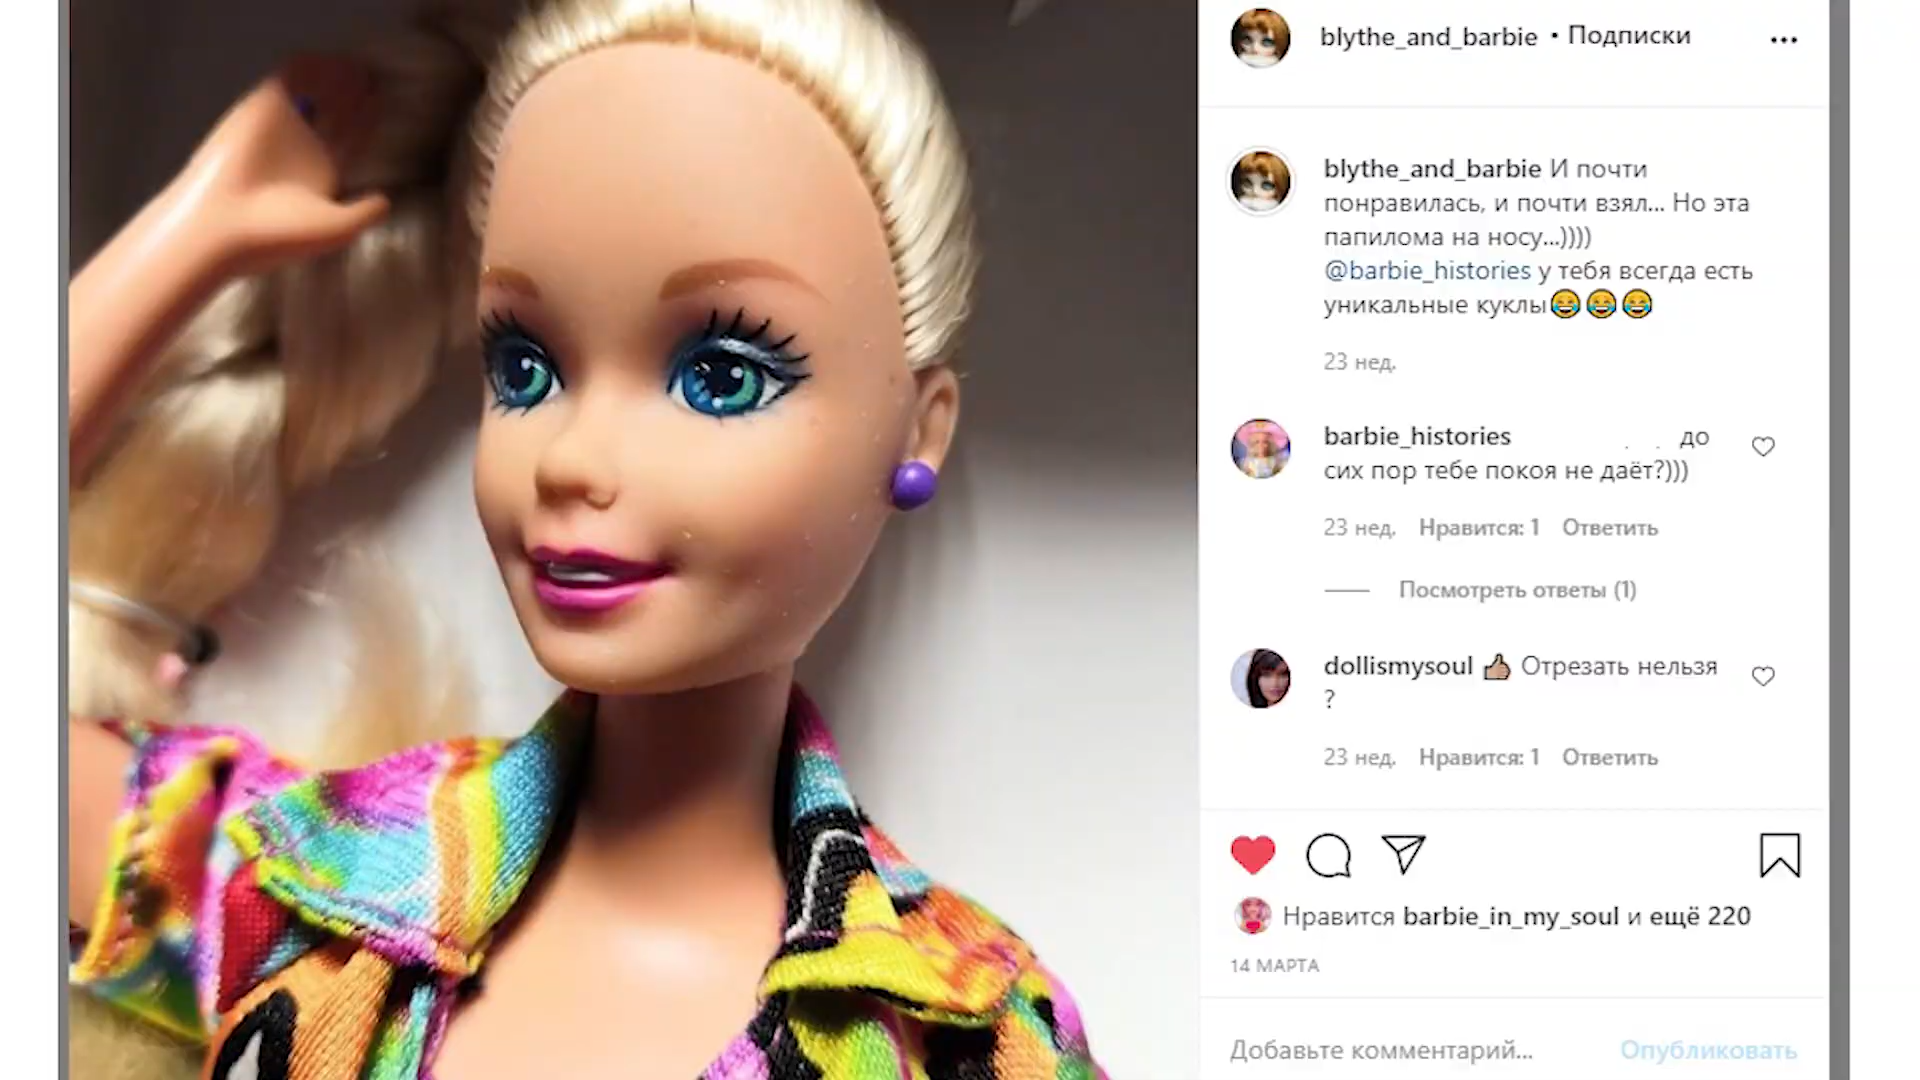 blythe_and_barbie • Подписки
blythe_and_barbie И почти
понравилась, и почти взял... Но эта
папилома на носу...))))
@barbie_histories у тебя всегда есть
уникальные куклы😂😂😂
23 нед.
barbie_histories до
сих пор тебе покоя не даёт?)))
23 нед. Нравится: 1 Ответить
Посмотреть ответы (1)
dollismysoul 👍🏼 Отрезать нельзя
?
23 нед. Нравится: 1 Ответить
Нравится barbie_in_my_soul и ещё 220
14 МАРТА
Добавьте комментарий... Опубликовать